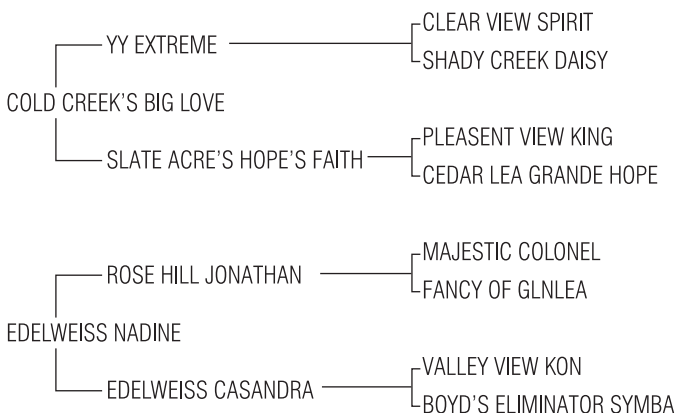 CLEAR VIEW SPIRIT
YY EXTREME
SHADY CREEK DAISY
COLD CREEK'S BIG LOVE
PLEASENT VIEW KING
SLATE ACRE'S HOPE'S FAITH
CEDAR LEA GRANDE HOPE
MAJESTIC COLONEL
ROSE HILL JONATHAN
FANCY OF GLNLEA
EDELWEISS NADINE
VALLEY VIEW KON
EDELWEISS CASANDRA
BOYD'S ELIMINATOR SYMBA